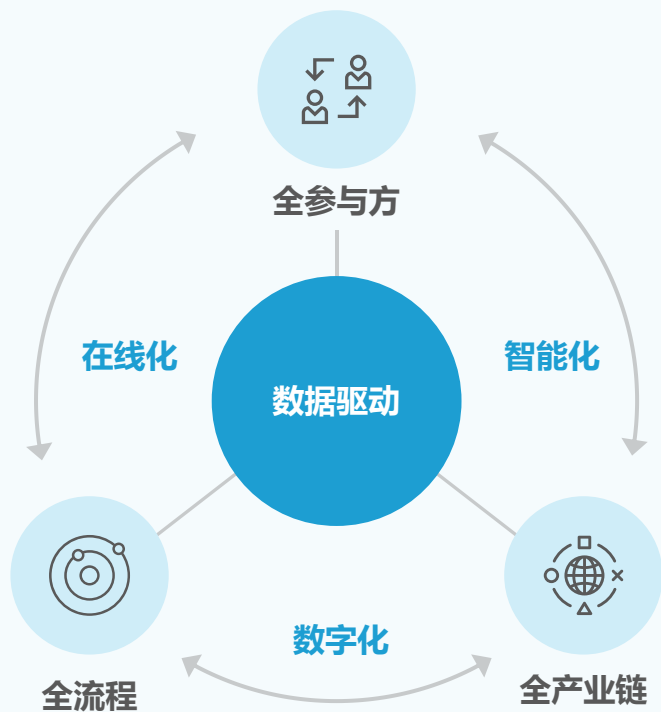 全参与方
在线化
智能化
数据驱动
数字化
全流程
全产业链